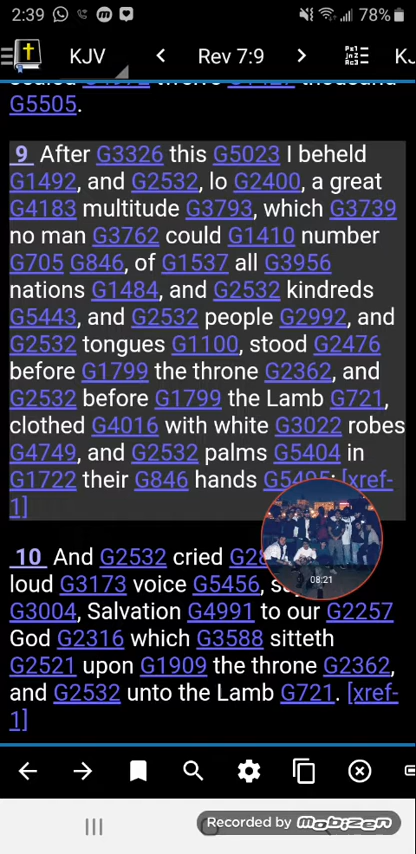 2:39 78%
KJV Rev 7:9 KJ
G5505.
9 After G3326 this G5023 I beheld
G1492, and G2532, lo G2400, a great
G4183 multitude G3793, which G3739
no man G3762 could G1410 number
G705 G846, of G1537 all G3956
nations G1484, and G2532 kindreds
G5443, and G2532 people G2992, and
G2532 tongues G1100, stood G2476
before G1799 the throne G2362, and
G2532 before G1799 the Lamb G721,
clothed G4016 with white G3022 robes
G4749, and G2532 palms G5404 in
G1722 their G846 hands G5495; [xref-
1]
08:21
10 And G2532 cried
loud G3173 voice G5456,
G3004, Salvation G4991 to our G2257
God G2316 which G3588 sitteth
G2521 upon G1909 the throne G2362,
and G2532 unto the Lamb G721. [xref-
1]
Recorded by mobizen